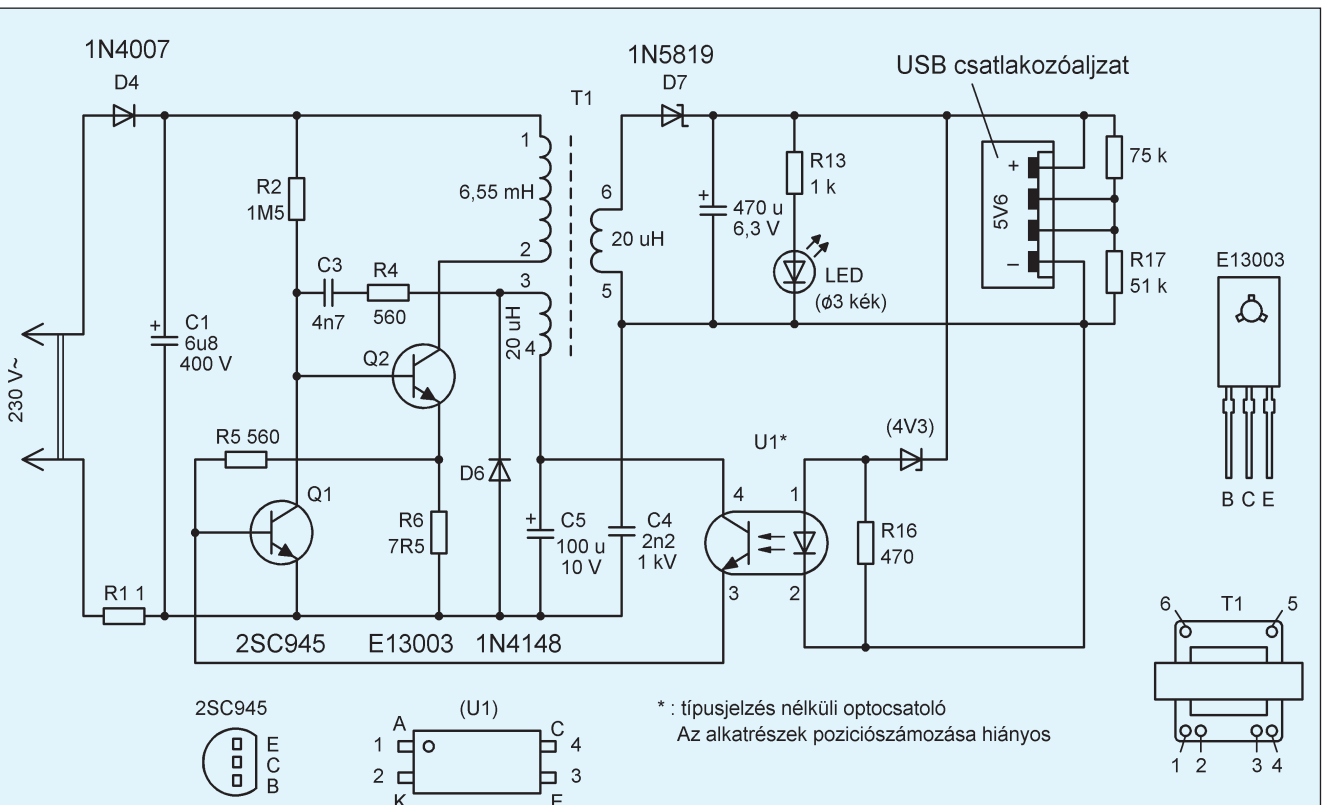 1N4007
D4
1N5819
D7
USB csatlakozóaljzat
T1
1
6,55 mH
2
R2
1M5
6
20 uH
5
R13
1 k
+
470 u
6,3 V
LED
(ø3 kék)
+
5V6
–
75 k
R17
51 k
E13003
B C E
C3
4n7
R4
560
3
20 uH
4
230 V~
+
C1
6u8
400 V
Q2
R5 560
Q1
D6
R6
7R5
+
C5
100 u
10 V
C4
2n2
1 kV
U1*
4
1
3
2
(4V3)
R16
470
R1 1
2SC945
E13003
1N4148
6
T1
5
1 2
3 4
2SC945
E
C
B
(U1)
A
1
2
K
C
4
3
E
* : típusjelzés nélküli optocsatoló
Az alkatrészek poziciószámozása hiányos